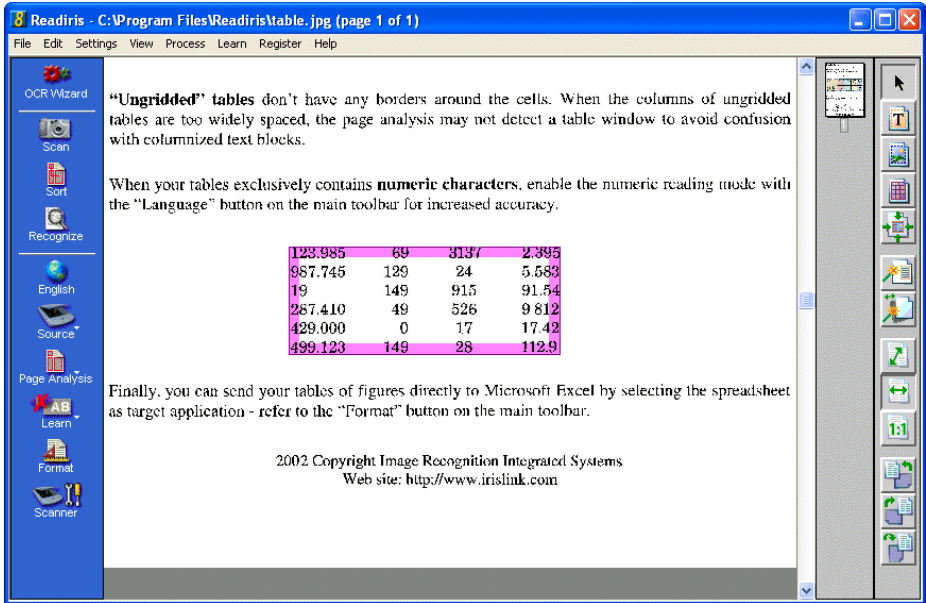 Readiris - C:\Program Files\Readiris\table.jpg (page 1 of 1)
File Edit Settings View Process Learn Register Help
OCR Wizard
Scan
Sort
Recognize
English
Source
Page Analysis
Learn
Format
Scanner
“Ungridded” tables don’t have any borders around the cells. When the columns of ungridded
tables are too widely spaced, the page analysis may not detect a table window to avoid confusion
with columnized text blocks.
When your tables exclusively contains numeric characters, enable the numeric reading mode with
the “Language” button on the main toolbar for increased accuracy.
123.985 69 3137 2.395
987.745 129 24 5.583
19 149 915 91.54
287.410 49 526 9 812
429.000 0 17 17.42
499.123 149 28 112.9
Finally, you can send your tables of figures directly to Microsoft Excel by selecting the spreadsheet
as target application - refer to the “Format” button on the main toolbar.
2002 Copyright Image Recognition Integrated Systems
Web site: http://www.irislink.com
T
1:1